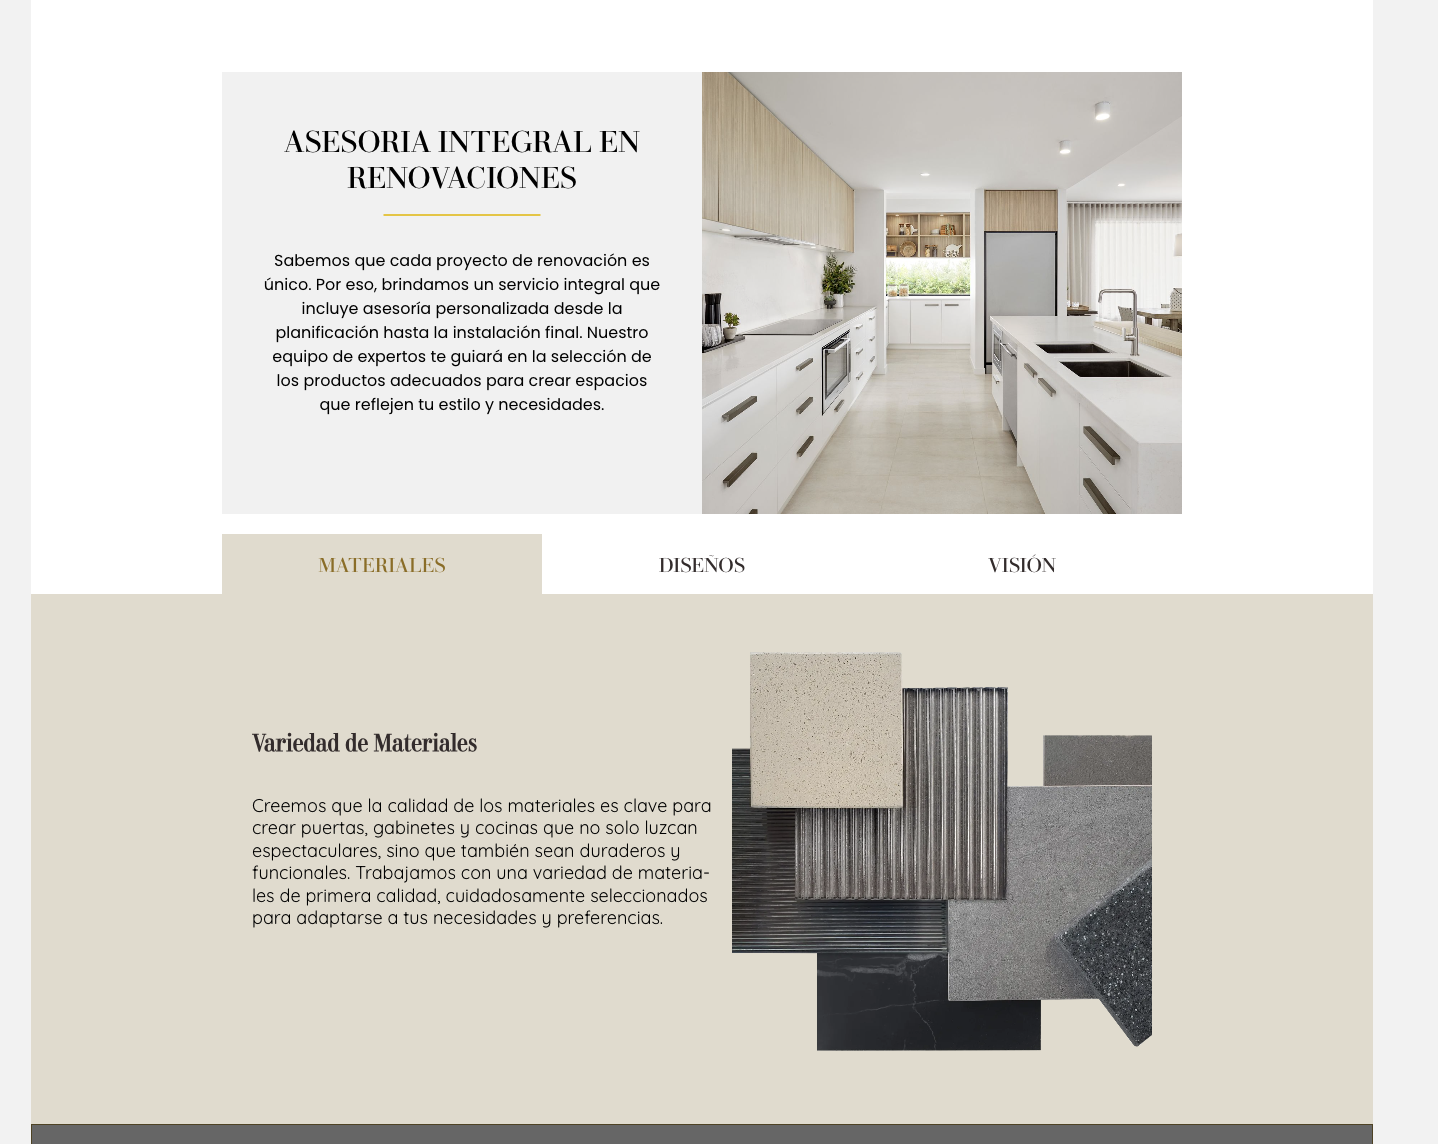 ASESORIA INTEGRAL EN
RENOVACIONES
Sabemos que cada proyecto de renovación es
único. Por eso, brindamos un servicio integral que
incluye asesoría personalizada desde la
planificación hasta la instalación final. Nuestro
equipo de expertos te guiará en la selección de
los productos adecuados para crear espacios
que reflejen tu estilo y necesidades.
MATERIALES
DISEÑOS
VISIÓN
Variedad de Materiales
Creemos que la calidad de los materiales es clave para
crear puertas, gabinetes y cocinas que no solo luzcan
espectaculares, sino que también sean duraderos y
funcionales. Trabajamos con una variedad de materia-
les de primera calidad, cuidadosamente seleccionados
para adaptarse a tus necesidades y preferencias.